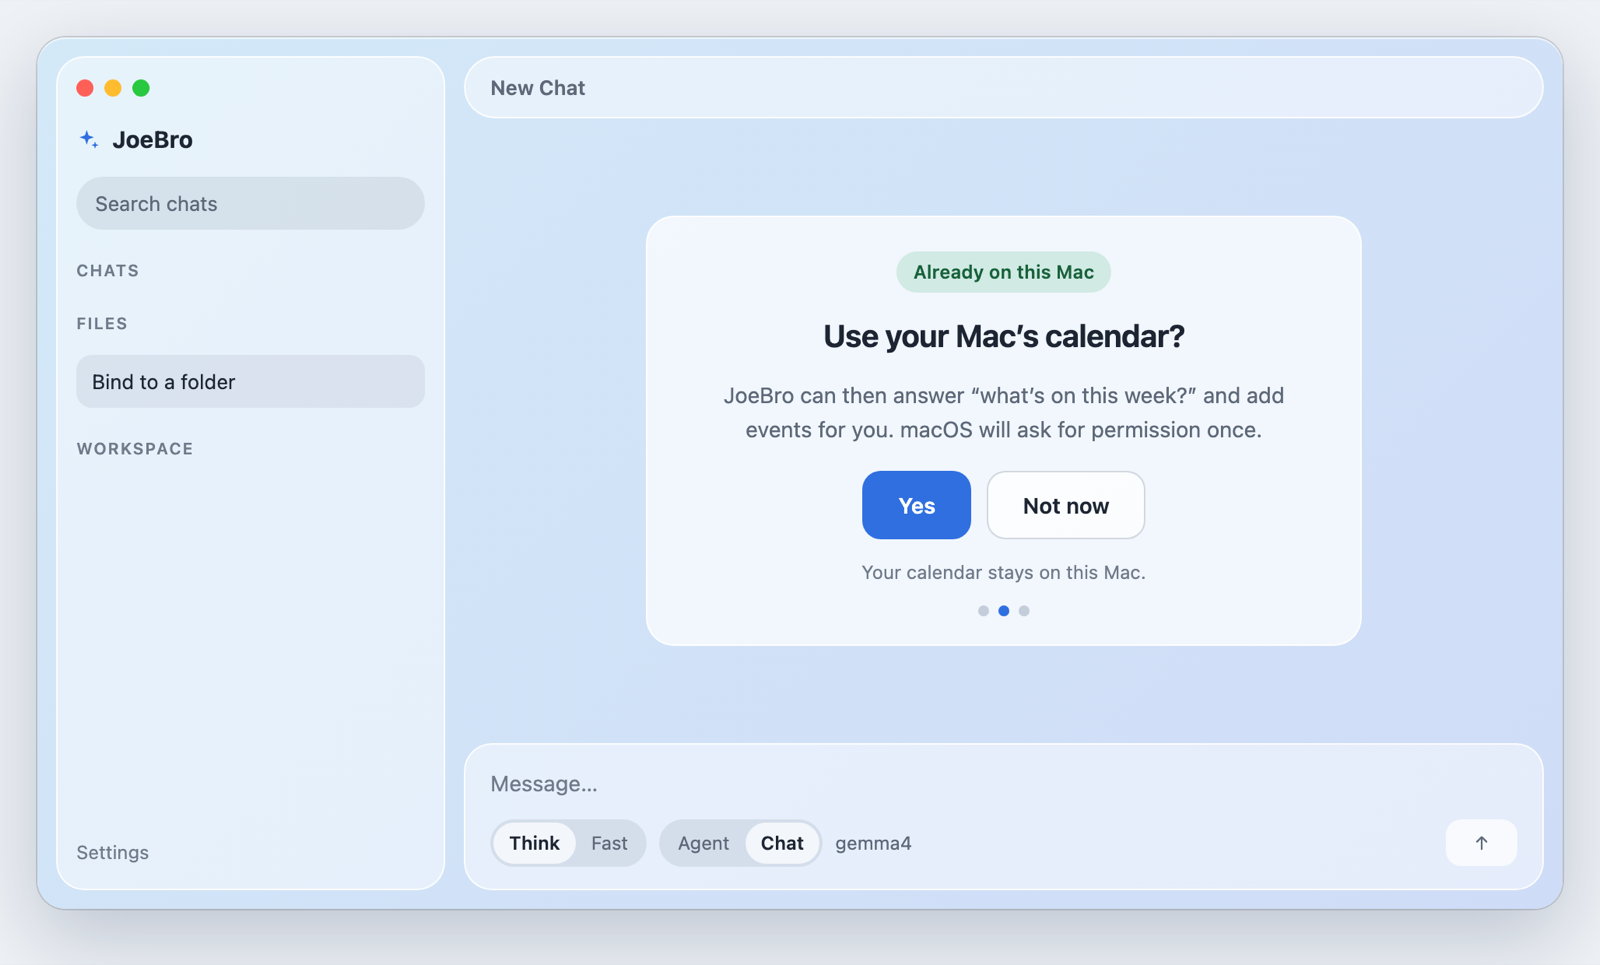 JoeBro
Search chats
CHATS
FILES
Bind to a folder
WORKSPACE
Settings
New Chat
Already on this Mac
Use your Mac’s calendar?
JoeBro can then answer “what’s on this week?” and add
events for you. macOS will ask for permission once.
Yes
Not now
Your calendar stays on this Mac.
Message...
Think Fast Agent Chat gemma4